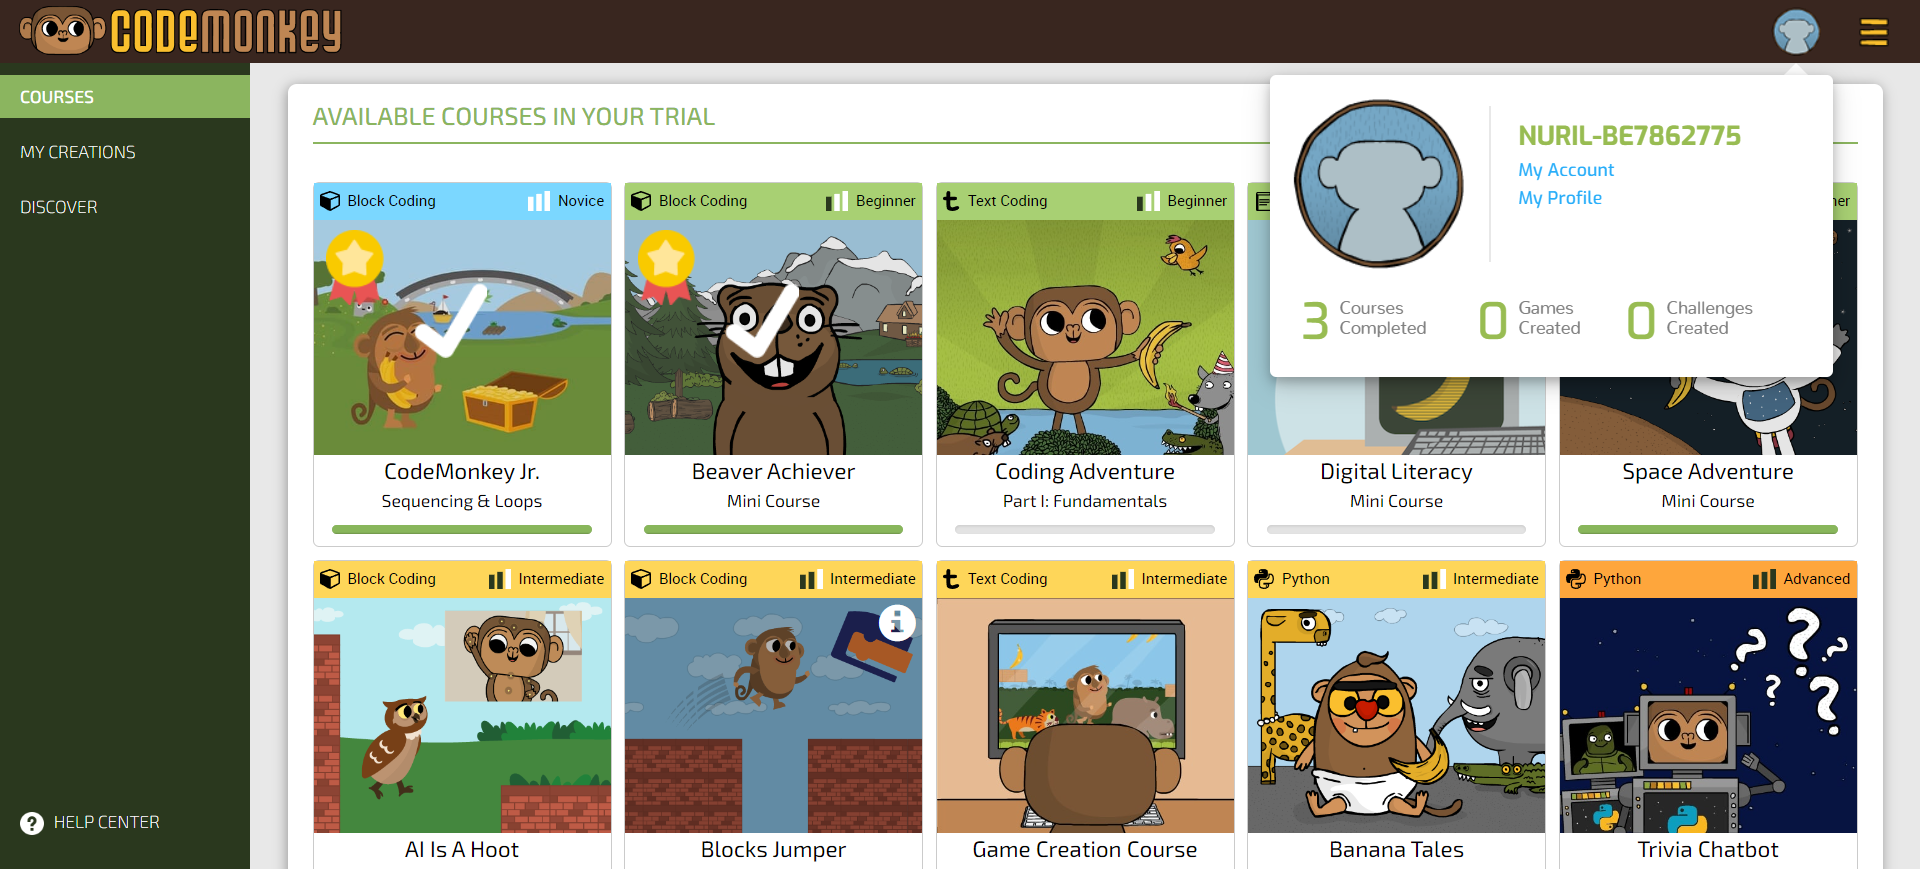 CODEMONKEY
COURSES
MY CREATIONS
DISCOVER
HELP CENTER
AVAILABLE COURSES IN YOUR TRIAL
NURIL-BE7862775
My Account
My Profile
3 Courses Completed
0 Games Created
0 Challenges Created
Block Coding Novice
CodeMonkey Jr.
Sequencing & Loops
Block Coding Beginner
Beaver Achiever
Mini Course
Text Coding Beginner
Coding Adventure
Part I: Fundamentals
Digital Literacy
Mini Course
Space Adventure
Mini Course
Block Coding Intermediate
AI Is A Hoot
Block Coding Intermediate
Blocks Jumper
Text Coding Intermediate
Game Creation Course
Python Intermediate
Banana Tales
Python Advanced
Trivia Chatbot